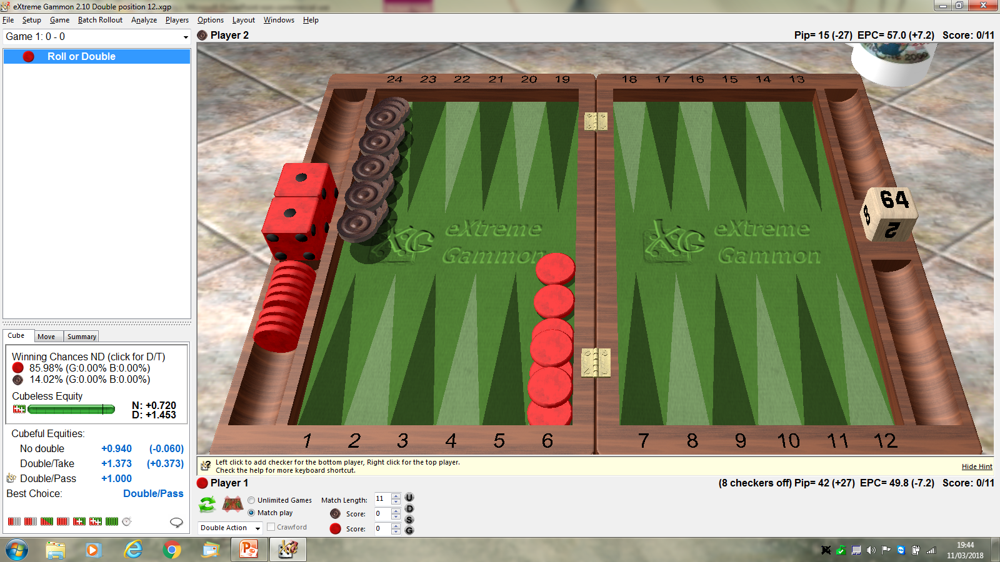 eXtreme Gammon 2.10 Double position 12..xgp
File Setup Game Batch Rollout Analyze Players Options Layout Windows Help
Game 1: 0 - 0
Player 2
Pip= 15 (-27) EPC= 57.0 (+7.2) Score: 0/11
Roll or Double
24 23 22 21 20 19 18 17 16 15 14 13
64
8
2
eXtreme Gammon
eXtreme Gammon
1 2 3 4 5 6 7 8 9 10 11 12
Cube Move Summary
Winning Chances ND (click for D/T)
85.98% (G:0.00% B:0.00%)
14.02% (G:0.00% B:0.00%)
Cubeless Equity
N: +0.720
D: +1.453
Cubeful Equities:
No double +0.940 (-0.060)
Double/Take +1.373 (+0.373)
Double/Pass +1.000
Best Choice: Double/Pass
Left click to add checker for the bottom player, Right click for the top player.
Check the help for more keyboard shortcut.
Hide Hint
Player 1
(8 checkers off) Pip= 42 (+27) EPC= 49.8 (-7.2) Score: 0/11
Unlimited Games
Match play
Match Length: 11
Score: 0
Score: 0
U
D
S
G
Double Action
Crawford
19:44
11/03/2018